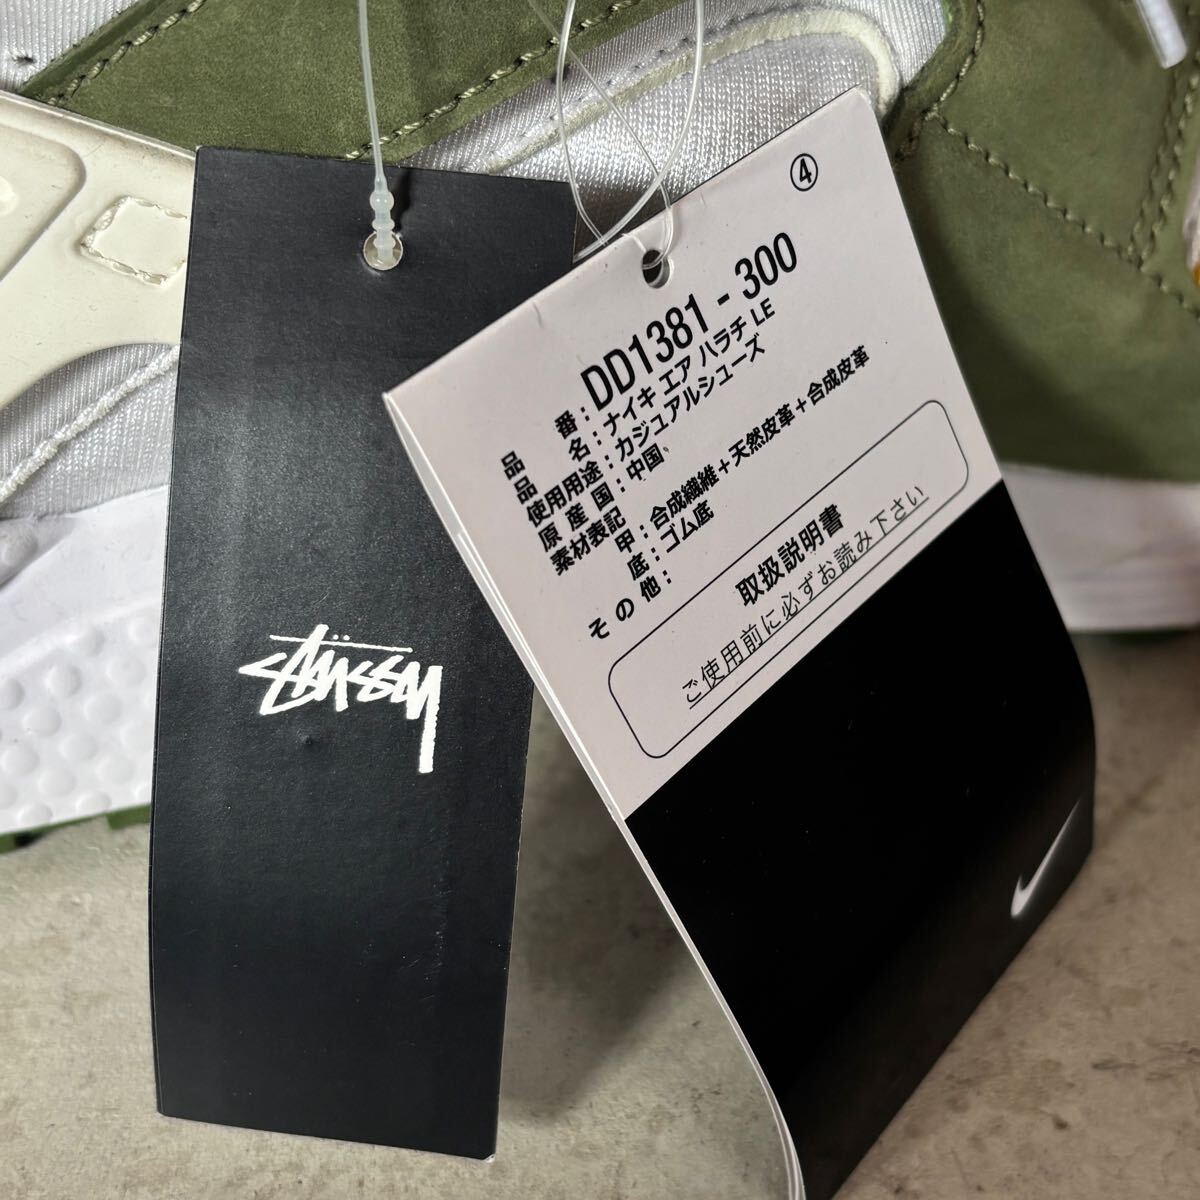 STÜSSY
④
品番：DD1381 - 300
品名：ナイキ エア ハラチ LE
使用用途：カジュアルシューズ
原産国：中国
素材表記
甲：合成繊維＋天然皮革＋合成皮革
底：ゴム底
その他：
取扱説明書
ご使用前に必ずお読み下さい